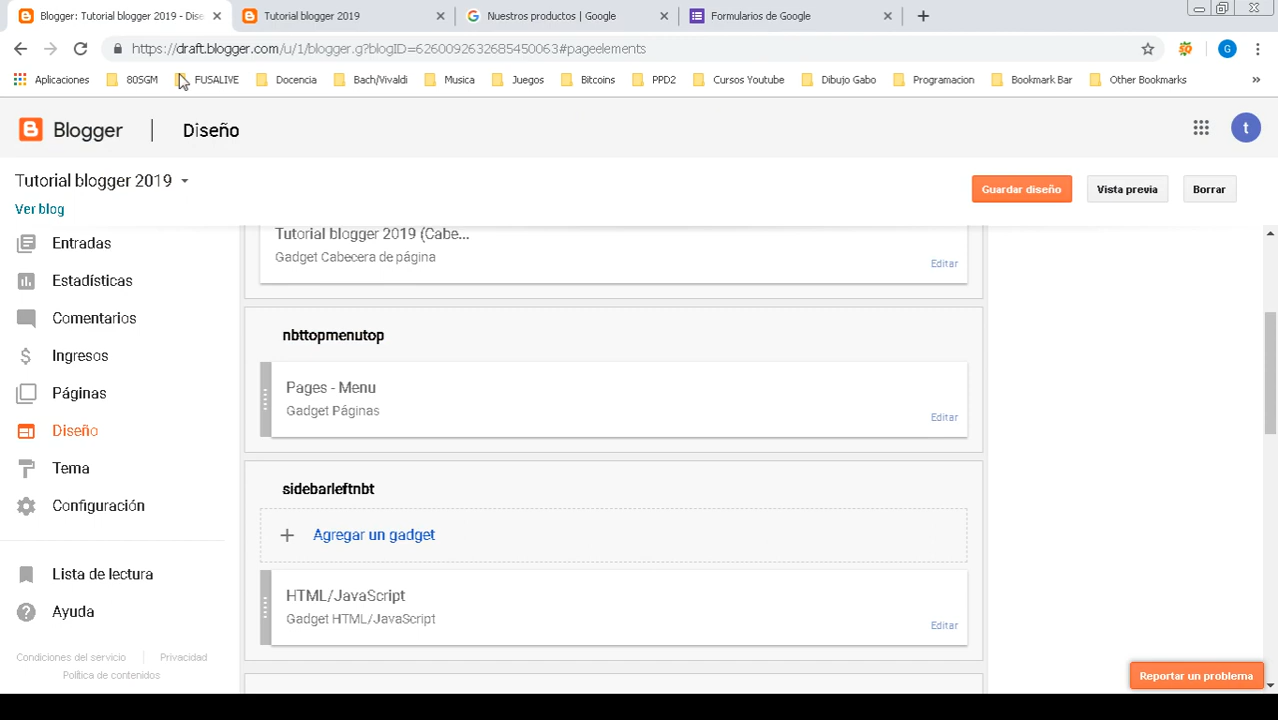 Blogger: Tutorial blogger 2019 - Dise
Tutorial blogger 2019
Nuestros productos | Google
Formularios de Google
https://draft.blogger.com/u/1/blogger.g?blogID=6260092632685450063#pageelements
G
Aplicaciones
80SGM
FUSALIVE
Docencia
Bach/Vivaldi
Musica
Juegos
Bitcoins
PPD2
Cursos Youtube
Dibujo Gabo
Programacion
Bookmark Bar
Other Bookmarks
»
Blogger
Diseño
t
Tutorial blogger 2019
Ver blog
Guardar diseño
Vista previa
Borrar
Entradas
Estadísticas
Comentarios
Ingresos
Páginas
Diseño
Tema
Configuración
Lista de lectura
Ayuda
Condiciones del servicio
Privacidad
Política de contenidos
Tutorial blogger 2019 (Cabe...
Gadget Cabecera de página
Editar
nbttopmenutop
Pages - Menu
Gadget Páginas
Editar
sidebarleftnbt
Agregar un gadget
HTML/JavaScript
Gadget HTML/JavaScript
Editar
Reportar un problema